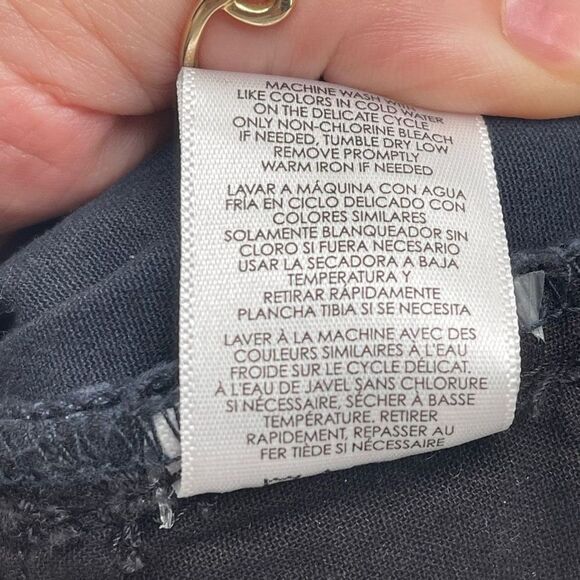 MACHINE WASH WITH
LIKE COLORS IN COLD WATER
ON THE DELICATE CYCLE
ONLY NON-CHLORINE BLEACH
IF NEEDED, TUMBLE DRY LOW
REMOVE PROMPTLY
WARM IRON IF NEEDED
LAVAR A MÁQUINA CON AGUA
FRÍA EN CICLO DELICADO CON
COLORES SIMILARES
SOLAMENTE BLANQUEADOR SIN
CLORO SI FUERA NECESARIO
USAR LA SECADORA A BAJA
TEMPERATURA Y
RETIRAR RÁPIDAMENTE
PLANCHA TIBIA SI SE NECESITA
LAVER À LA MACHINE AVEC DES
COULEURS SIMILAIRES À L'EAU
FROIDE SUR LE CYCLE DÉLICAT.
À L'EAU DE JAVEL SANS CHLORURE
SI NÉCESSAIRE, SÉCHER À BASSE
TEMPÉRATURE. RETIRER
RAPIDEMENT, REPASSER AU
FER TIÈDE SI NÉCESSAIRE